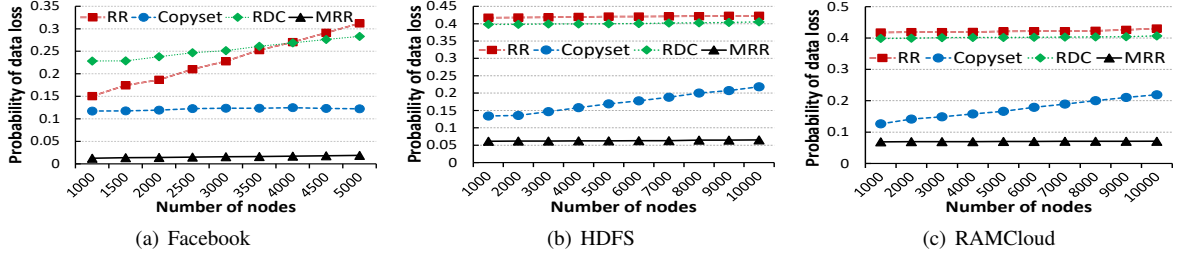 Probability of data loss
0.35
0.3
0.25
0.2
0.15
0.1
0.05
0
RR Copyset RDC MRR
1000 1500 2000 2500 3000 3500 4000 4500 5000
Number of nodes
(a) Facebook
Probability of data loss
0.45
0.4
0.35
0.3
0.25
0.2
0.15
0.1
0.05
0
RR Copyset RDC MRR
1000 2000 3000 4000 5000 6000 7000 8000 9000 10000
Number of nodes
(b) HDFS
Probability of data loss
0.5
0.4
0.3
0.2
0.1
0
RR Copyset RDC MRR
1000 2000 3000 4000 5000 6000 7000 8000 9000 10000
Number of nodes
(c) RAMCloud